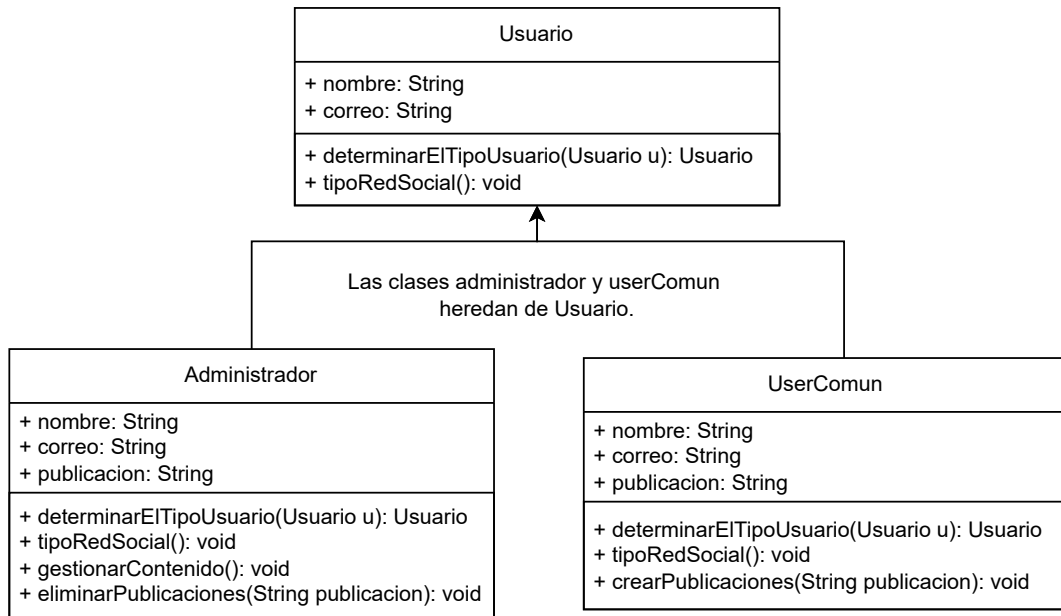 Usuario
+ nombre: String
+ correo: String
+ determinarElTipoUsuario(Usuario u): Usuario
+ tipoRedSocial(): void
Las clases administrador y userComun
heredan de Usuario.
Administrador
+ nombre: String
+ correo: String
+ publicacion: String
+ determinarElTipoUsuario(Usuario u): Usuario
+ tipoRedSocial(): void
+ gestionarContenido(): void
+ eliminarPublicaciones(String publicacion): void
UserComun
+ nombre: String
+ correo: String
+ publicacion: String
+ determinarElTipoUsuario(Usuario u): Usuario
+ tipoRedSocial(): void
+ crearPublicaciones(String publicacion): void